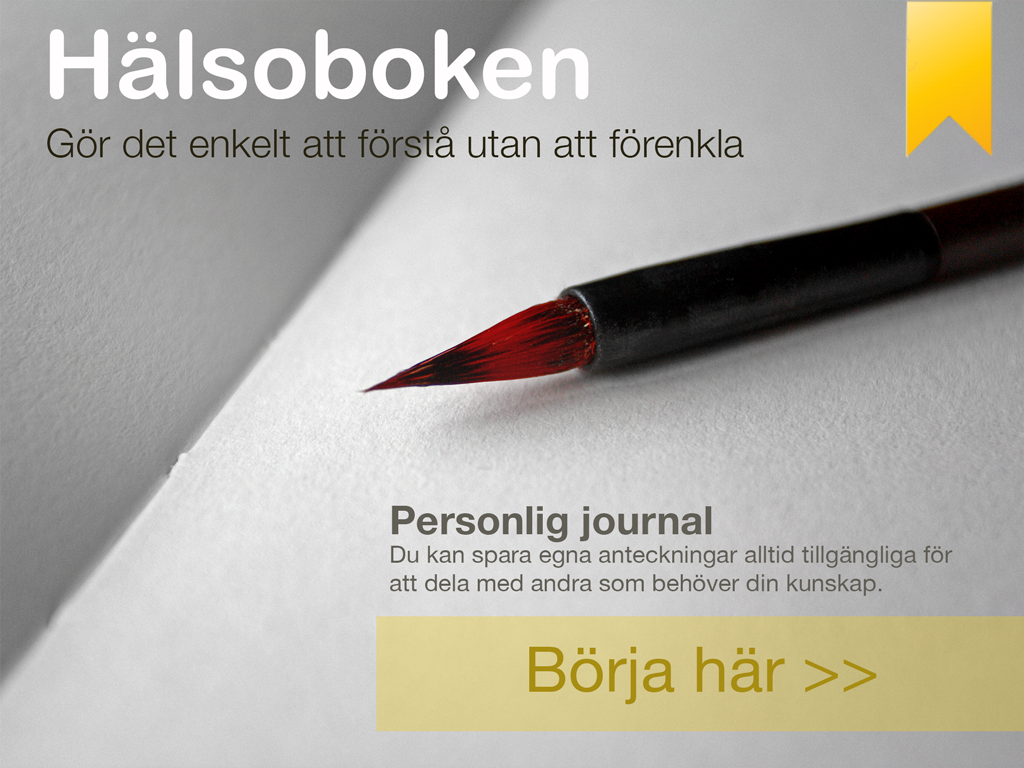 Hälsoboken
Gör det enkelt att förstå utan att förenkla
Personlig journal
Du kan spara egna anteckningar alltid tillgängliga för
att dela med andra som behöver din kunskap.
Börja här >>